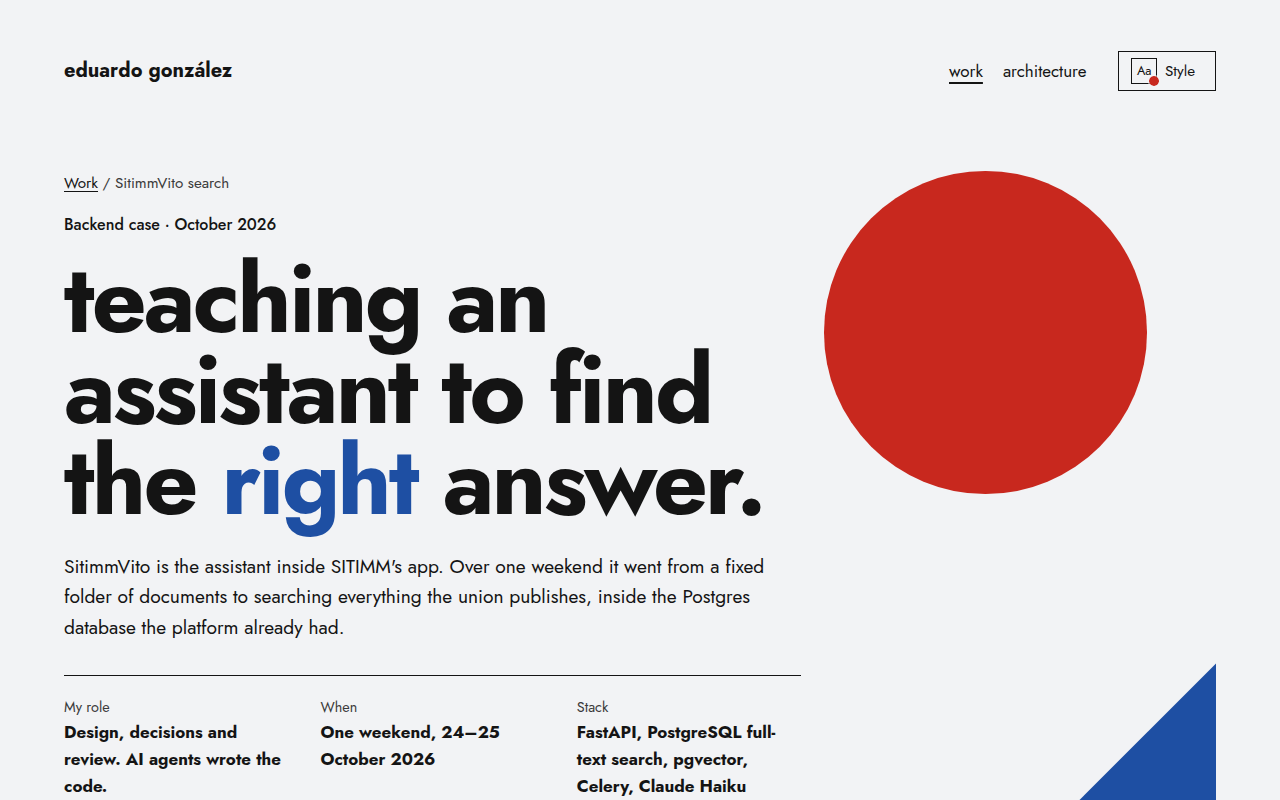 eduardo gonzález
work architecture Aa Style
Work / SitimmVito search
Backend case · October 2026
teaching an
assistant to find
the right answer.
SitimmVito is the assistant inside SITIMM's app. Over one weekend it went from a fixed
folder of documents to searching everything the union publishes, inside the Postgres
database the platform already had.
My role
Design, decisions and
review. AI agents wrote the
code.
When
One weekend, 24–25
October 2026
Stack
FastAPI, PostgreSQL full-
text search, pgvector,
Celery, Claude Haiku